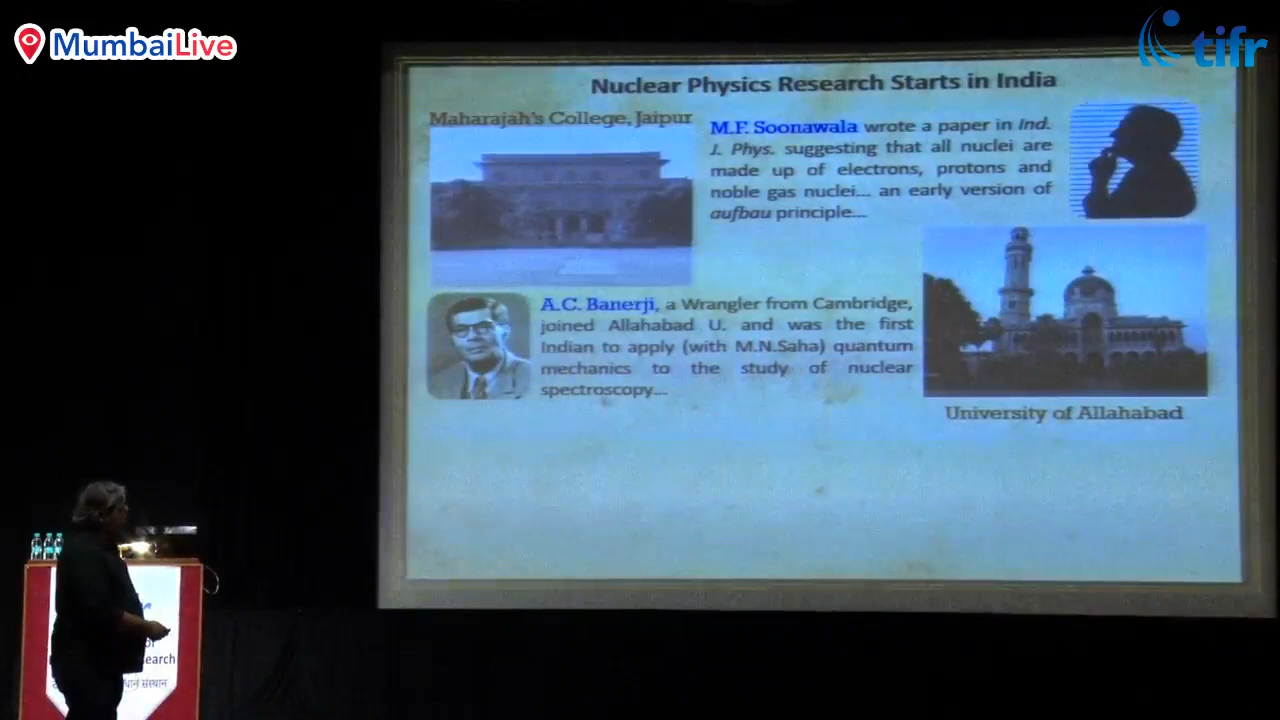 MumbaiLive
tifr
Nuclear Physics Research Starts in India
Maharajah's College, Jaipur
M.F. Soonawala wrote a paper in Ind.
J. Phys. suggesting that all nuclei are
made up of electrons, protons and
noble gas nuclei... an early version of
aufbau principle...
A.C. Banerji, a Wrangler from Cambridge,
joined Allahabad U. and was the first
Indian to apply (with M.N.Saha) quantum
mechanics to the study of nuclear
spectroscopy...
University of Allahabad
संस्थान